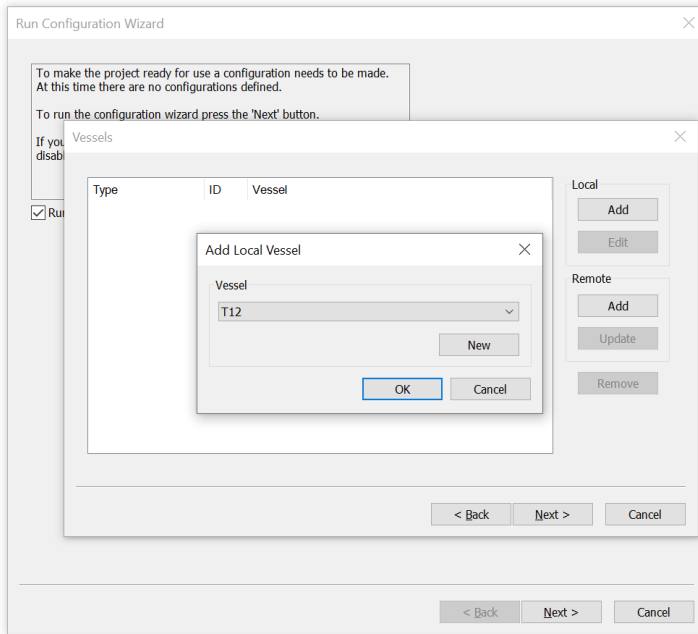 Run Configuration Wizard
To make the project ready for use a configuration needs to be made.
At this time there are no configurations defined.
To run the configuration wizard press the 'Next' button.
If you
Vessels
Type ID Vessel
Local
Add
Edit
Remote
Add
Update
Remove
Add Local Vessel
Vessel
T12
New
OK Cancel
< Back Next > Cancel
< Back Next > Cancel